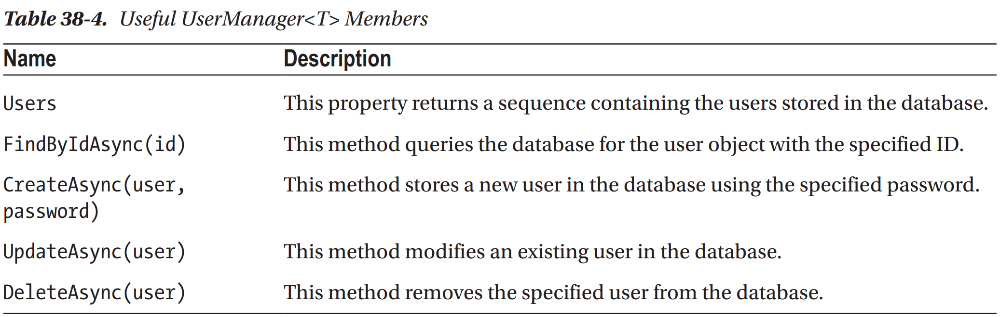 Table 38-4. Useful UserManager<T> Members
Name Description
Users This property returns a sequence containing the users stored in the database.
FindByIdAsync(id) This method queries the database for the user object with the specified ID.
CreateAsync(user, This method stores a new user in the database using the specified password.
password)
UpdateAsync(user) This method modifies an existing user in the database.
DeleteAsync(user) This method removes the specified user from the database.